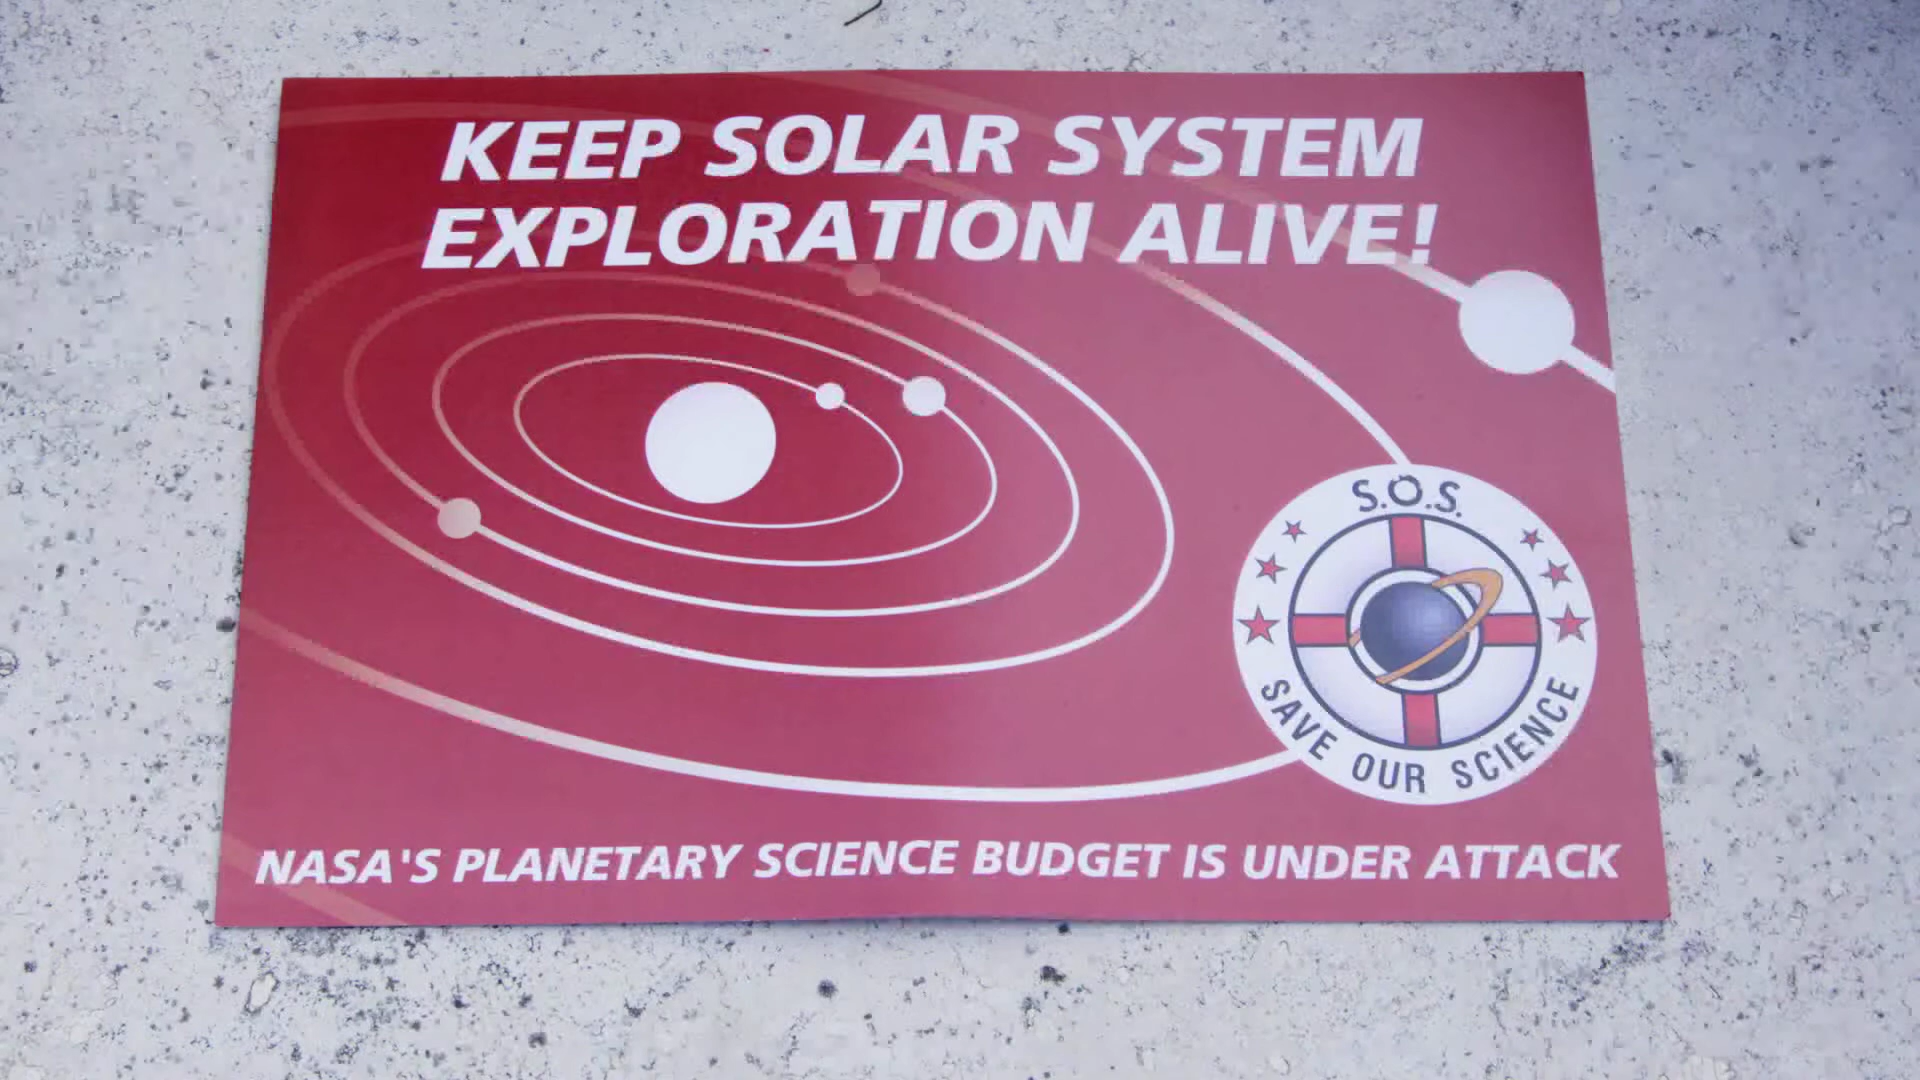 KEEP SOLAR SYSTEM
EXPLORATION ALIVE!
S.O.S.
SAVE OUR SCIENCE
NASA'S PLANETARY SCIENCE BUDGET IS UNDER ATTACK